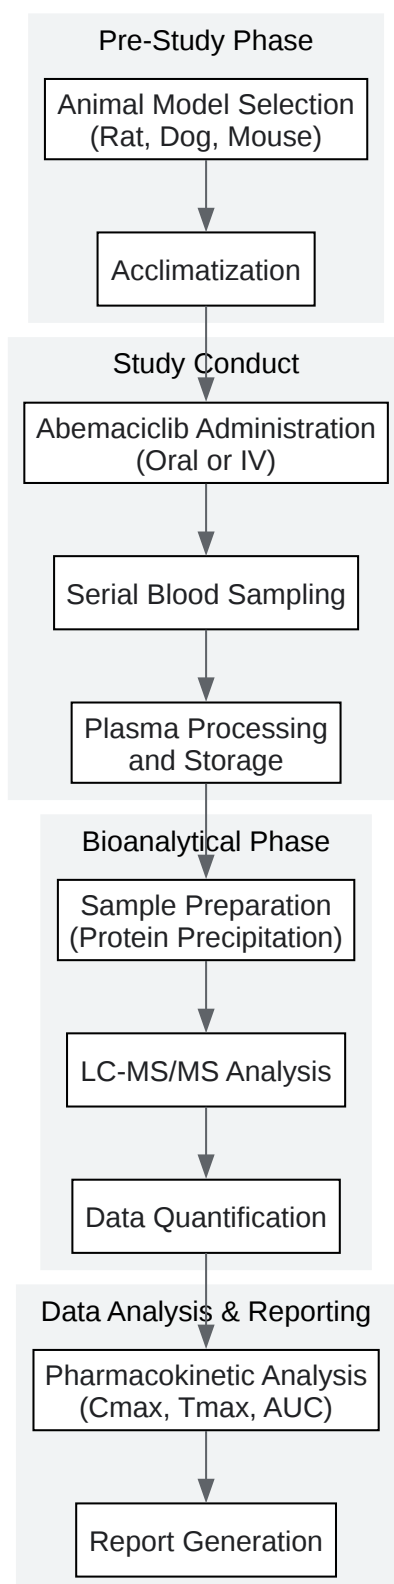 Pre-Study Phase
Animal Model Selection
(Rat, Dog, Mouse)
Acclimatization
Study Conduct
Abemaciclib Administration
(Oral or IV)
Serial Blood Sampling
Plasma Processing
and Storage
Bioanalytical Phase
Sample Preparation
(Protein Precipitation)
LC-MS/MS Analysis
Data Quantification
Data Analysis & Reporting
Pharmacokinetic Analysis
(Cmax, Tmax, AUC)
Report Generation